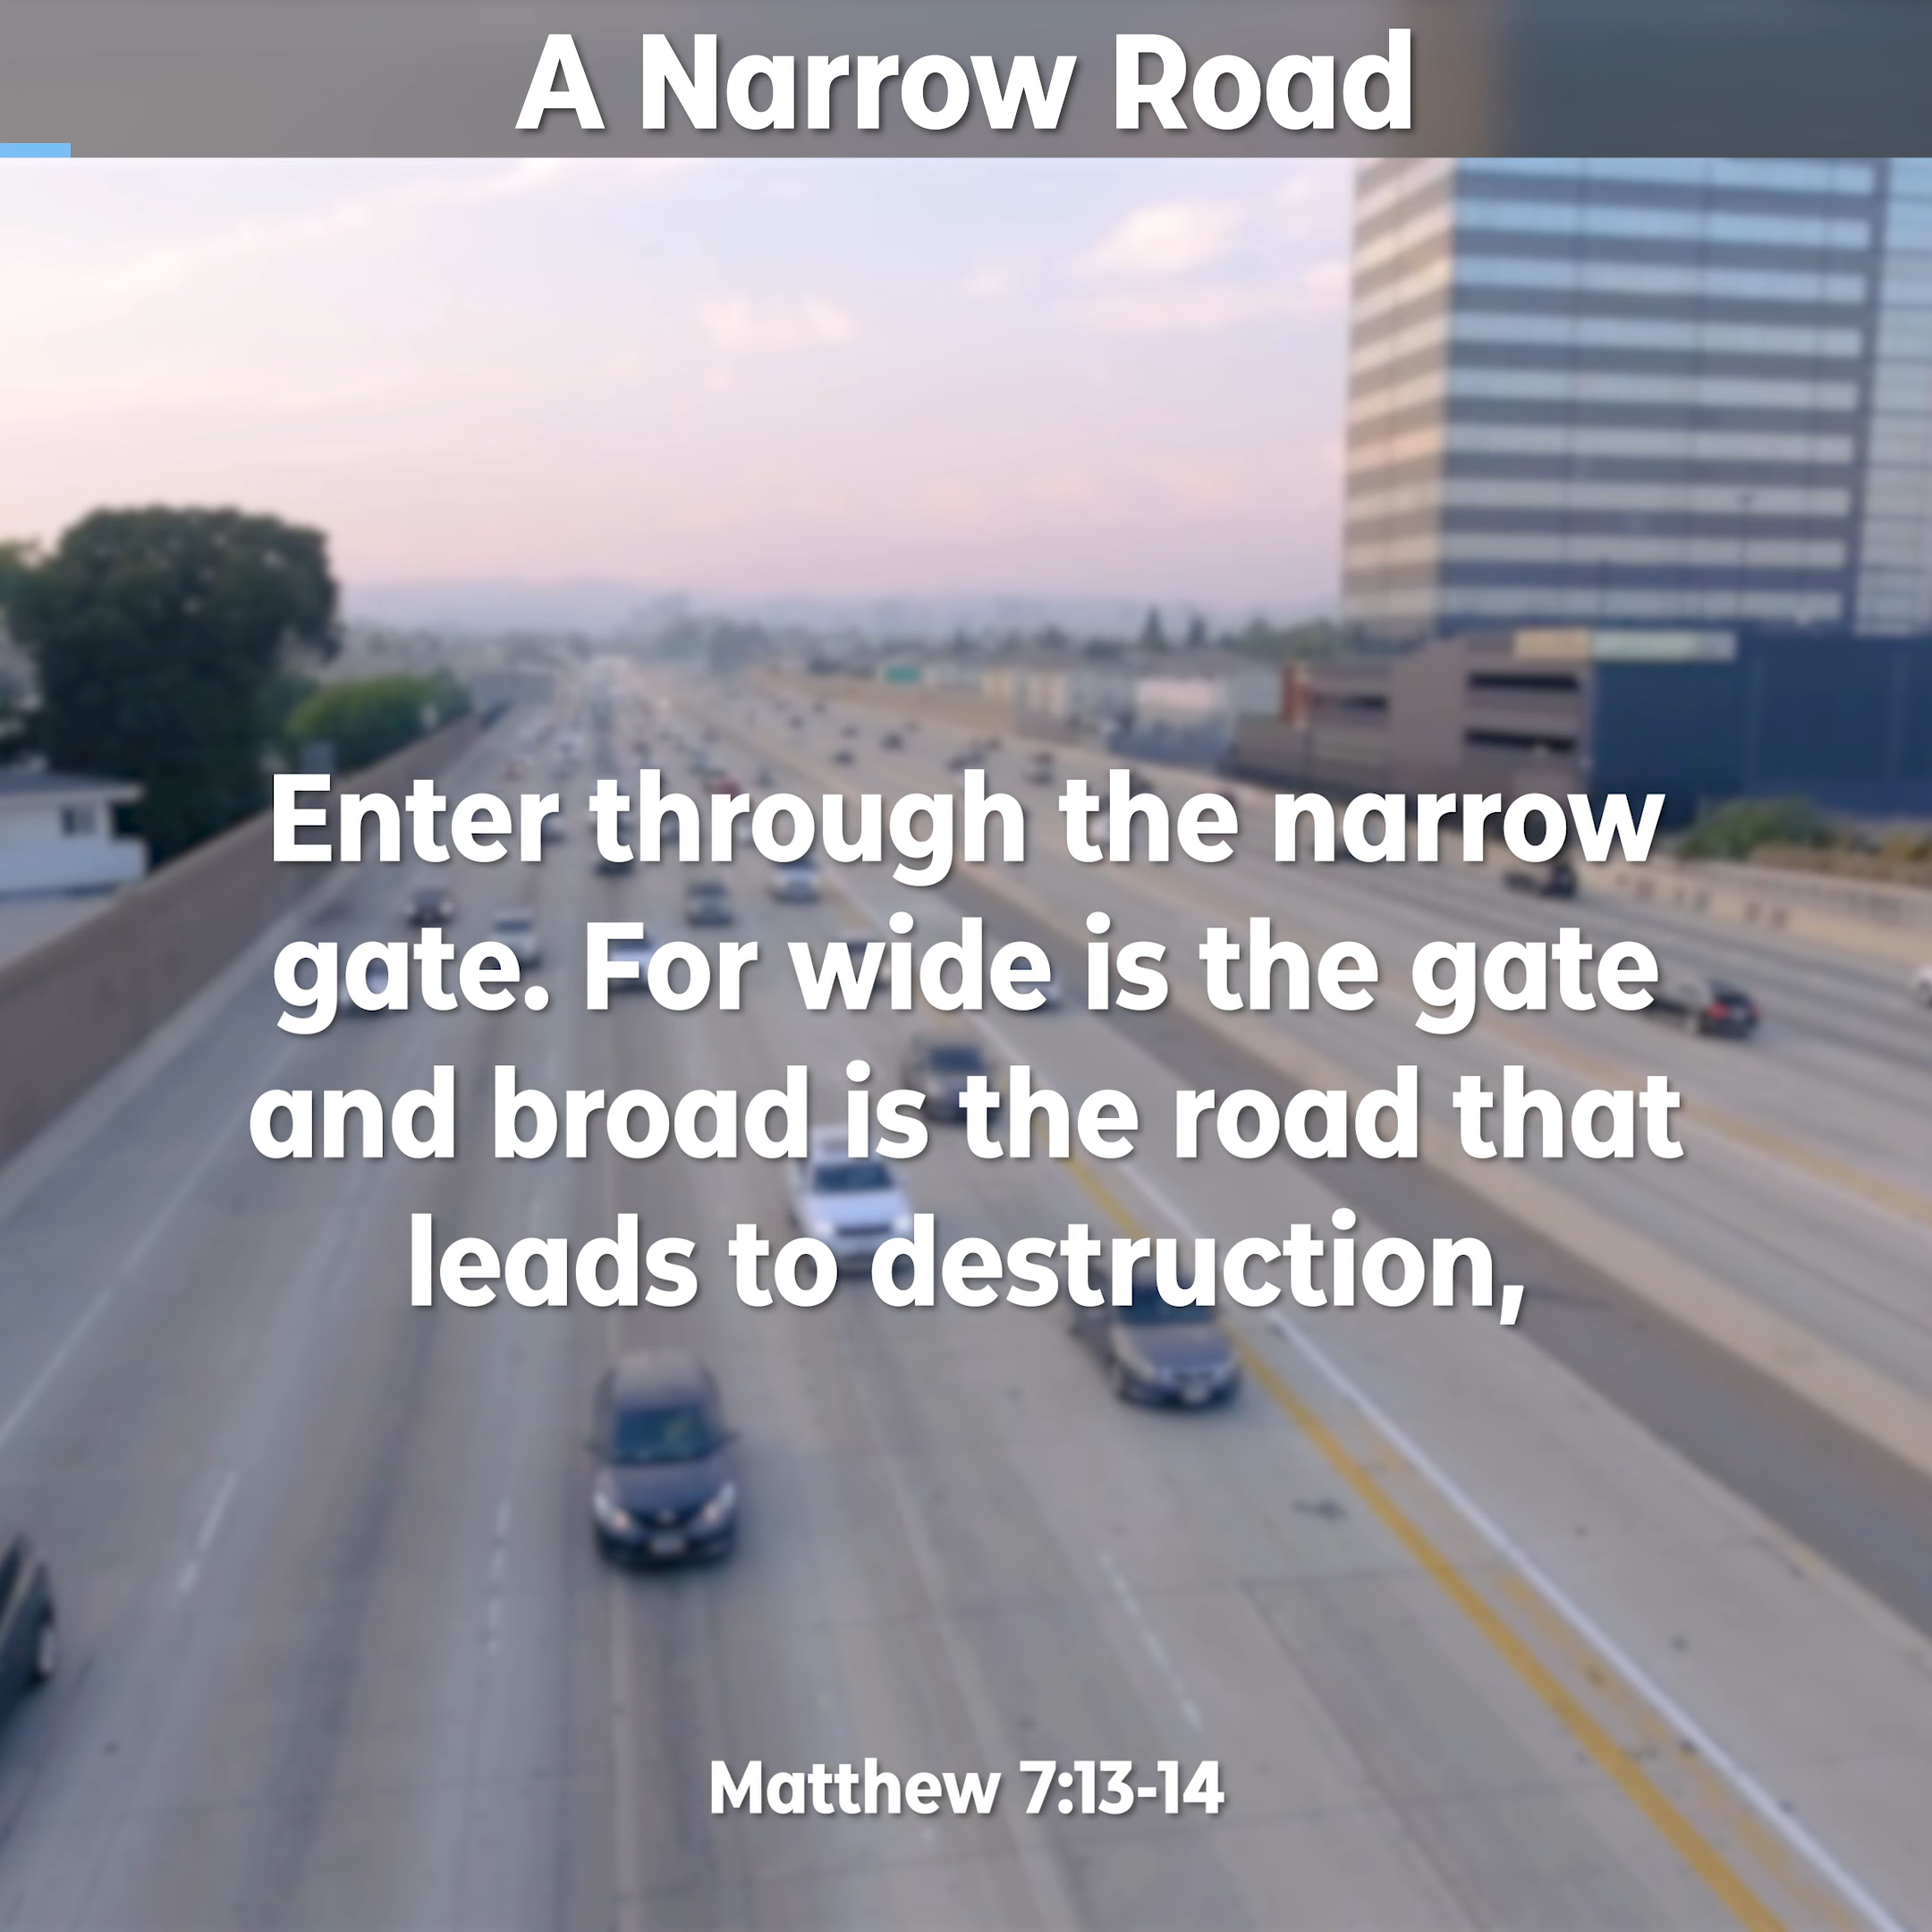 A Narrow Road
Enter through the narrow
gate. For wide is the gate
and broad is the road that
leads to destruction,
Matthew 7:13-14